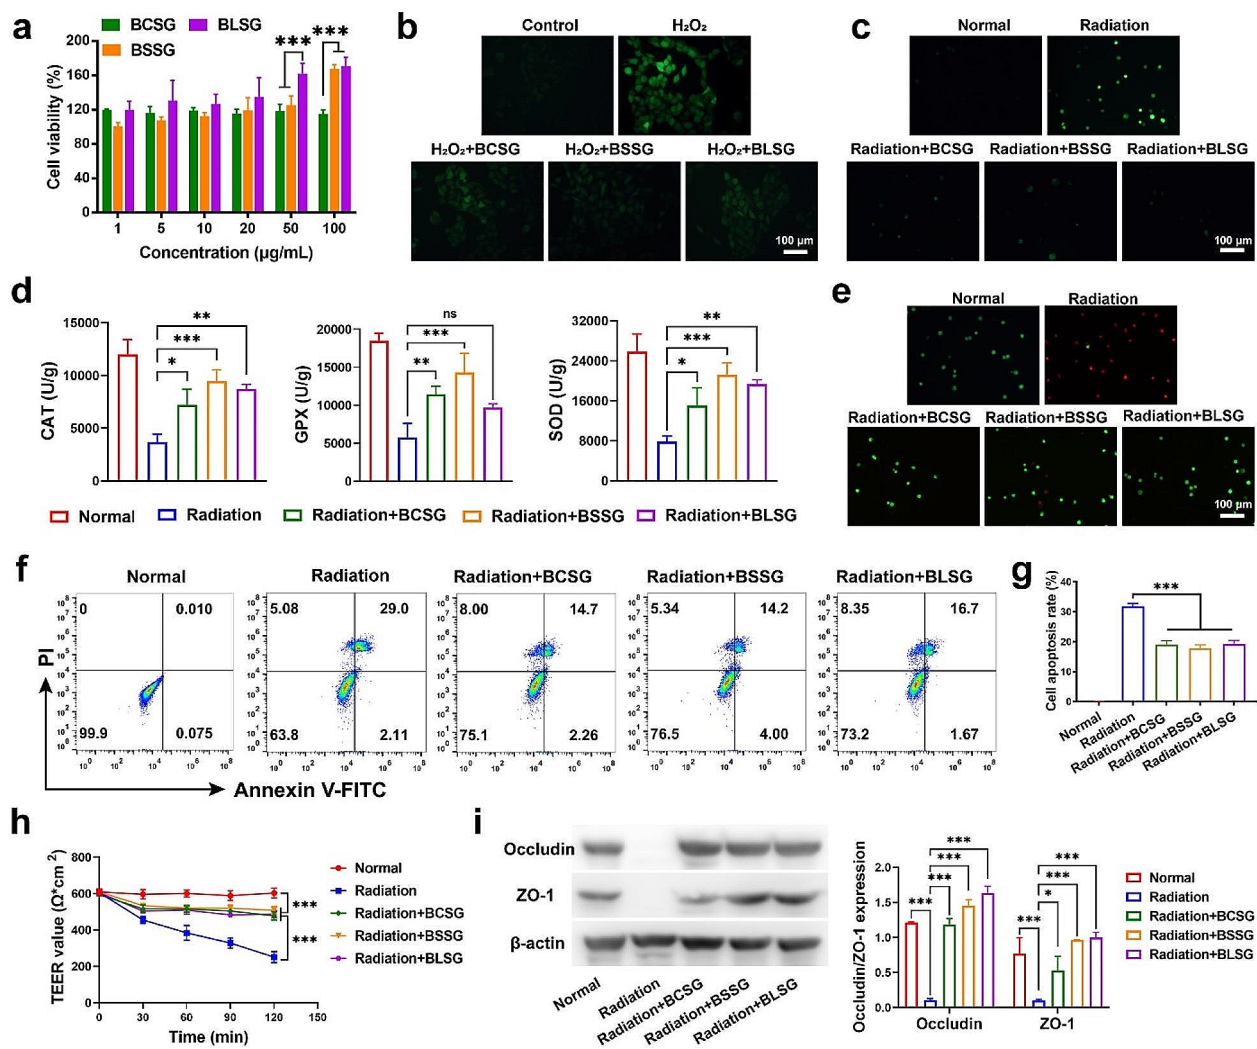 a
BCSG BLSG
BSSG
Cell viability (%)
200
160
120
80
40
0
*** ***
1 5 10 20 50 100
Concentration (µg/mL)
b
Control H₂O₂
H₂O₂+BCSG H₂O₂+BSSG H₂O₂+BLSG
100 µm
c
Normal Radiation
Radiation+BCSG Radiation+BSSG Radiation+BLSG
100 µm
d
CAT (U/g)
15000
10000
5000
0
**
***
*
GPX (U/g)
20000
15000
10000
5000
0
ns
***
**
SOD (U/g)
32000
24000
16000
8000
0
**
***
*
Normal Radiation Radiation+BCSG Radiation+BSSG Radiation+BLSG
e
Normal Radiation
Radiation+BCSG Radiation+BSSG Radiation+BLSG
100 µm
f
Normal Radiation Radiation+BCSG Radiation+BSSG Radiation+BLSG
0 0.010 5.08 29.0 8.00 14.7 5.34 14.2 8.35 16.7
99.9 0.075 63.8 2.11 75.1 2.26 76.5 4.00 73.2 1.67
PI
Annexin V-FITC
g
Cell apoptosis rate (%)
40
30
20
10
0
***
Normal
Radiation
Radiation+BCSG
Radiation+BSSG
Radiation+BLSG
h
TEER value (Ω*cm²)
800
600
400
200
0
0 30 60 90 120 150
Time (min)
***
***
Normal
Radiation
Radiation+BCSG
Radiation+BSSG
Radiation+BLSG
i
Occludin
ZO-1
β-actin
Normal
Radiation
Radiation+BCSG
Radiation+BSSG
Radiation+BLSG
Occludin/ZO-1 expression
2.0
1.5
1.0
0.5
0.0
***
***
***
***
***
***
*
***
Occludin ZO-1
Normal
Radiation
Radiation+BCSG
Radiation+BSSG
Radiation+BLSG